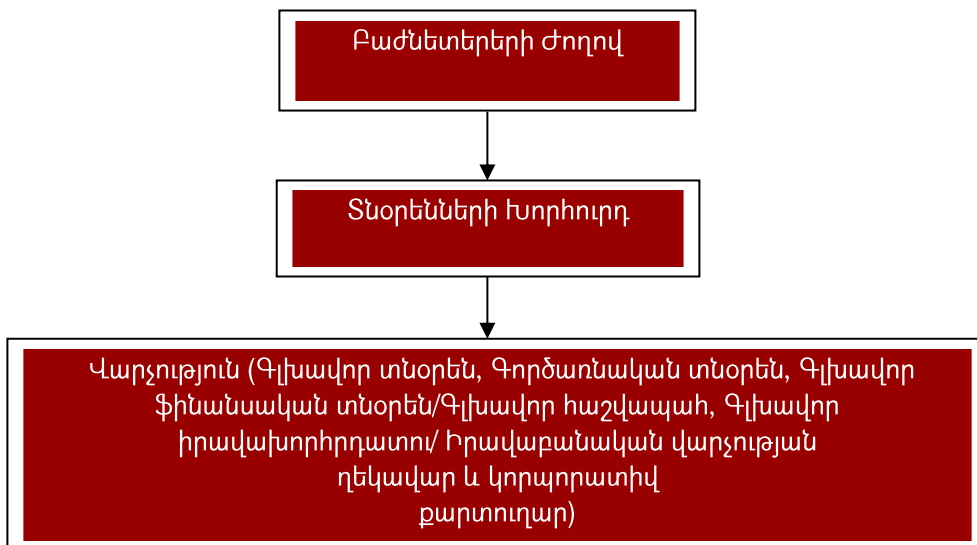 Բաժնետերերի Ժողով
Տնօրենների Խորհուրդ
Վարչություն (Գլխավոր տնօրեն, Գործառնական տնօրեն, Գլխավոր
ֆինանսական տնօրեն/Գլխավոր հաշվապահ, Գլխավոր
իրավախորհրդատու/ Իրավաբանական վարչության
ղեկավար և կորպորատիվ
քարտուղար)